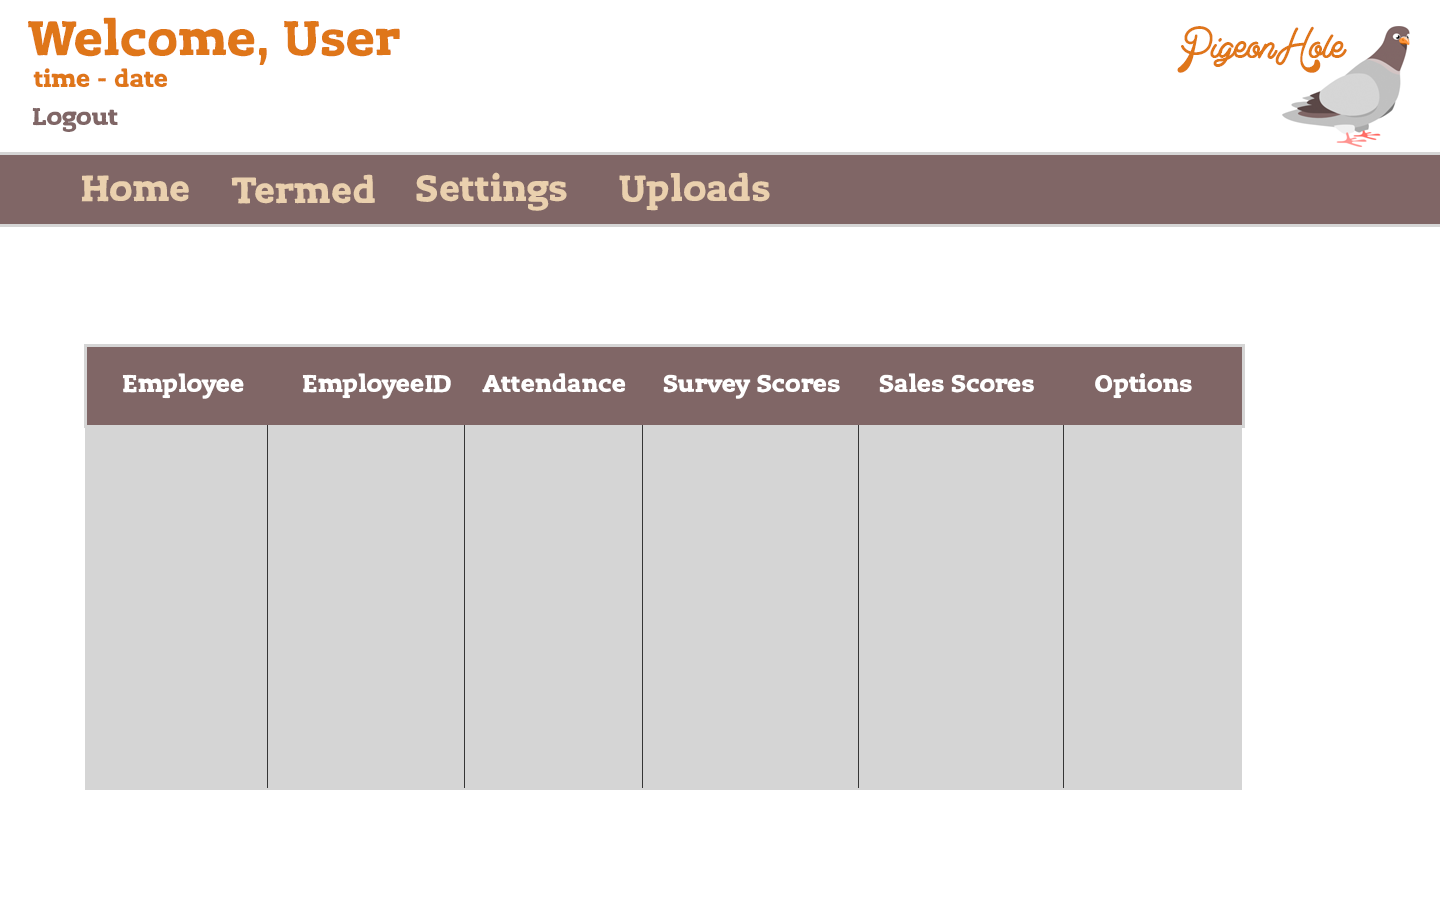 Welcome, User
time - date
Logout
PigeonHole
Home Termed Settings Uploads
Employee EmployeeID Attendance Survey Scores Sales Scores Options